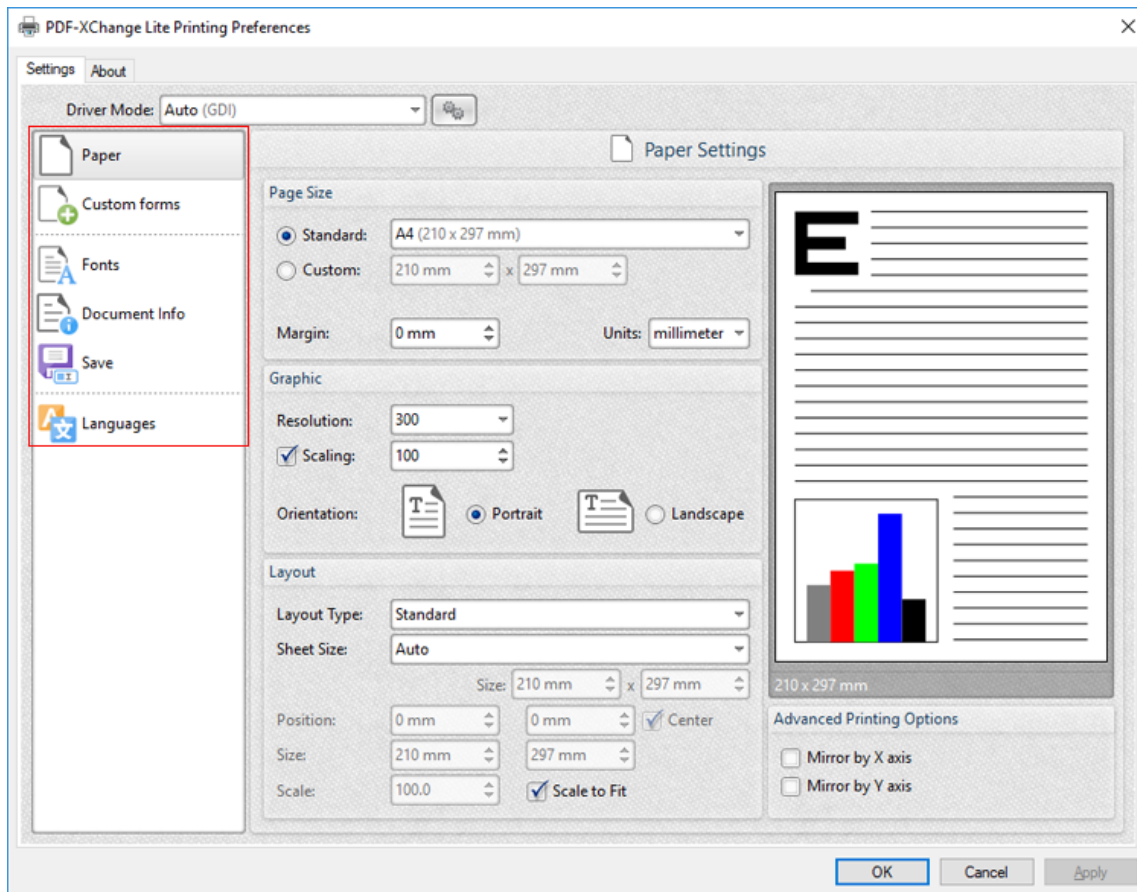 PDF-XChange Lite Printing Preferences
Settings About
Driver Mode: Auto (GDI)
Paper
Custom forms
Fonts
Document Info
Save
Languages
Paper Settings
Page Size
Standard: A4 (210 x 297 mm)
Custom: 210 mm x 297 mm
Margin: 0 mm Units: millimeter
Graphic
Resolution: 300
Scaling: 100
Orientation: T Portrait T Landscape
Layout
Layout Type: Standard
Sheet Size: Auto
Size: 210 mm x 297 mm
Position: 0 mm 0 mm Center
Size: 210 mm 297 mm
Scale: 100.0 Scale to Fit
E
210 x 297 mm
Advanced Printing Options
Mirror by X axis
Mirror by Y axis
OK Cancel Apply